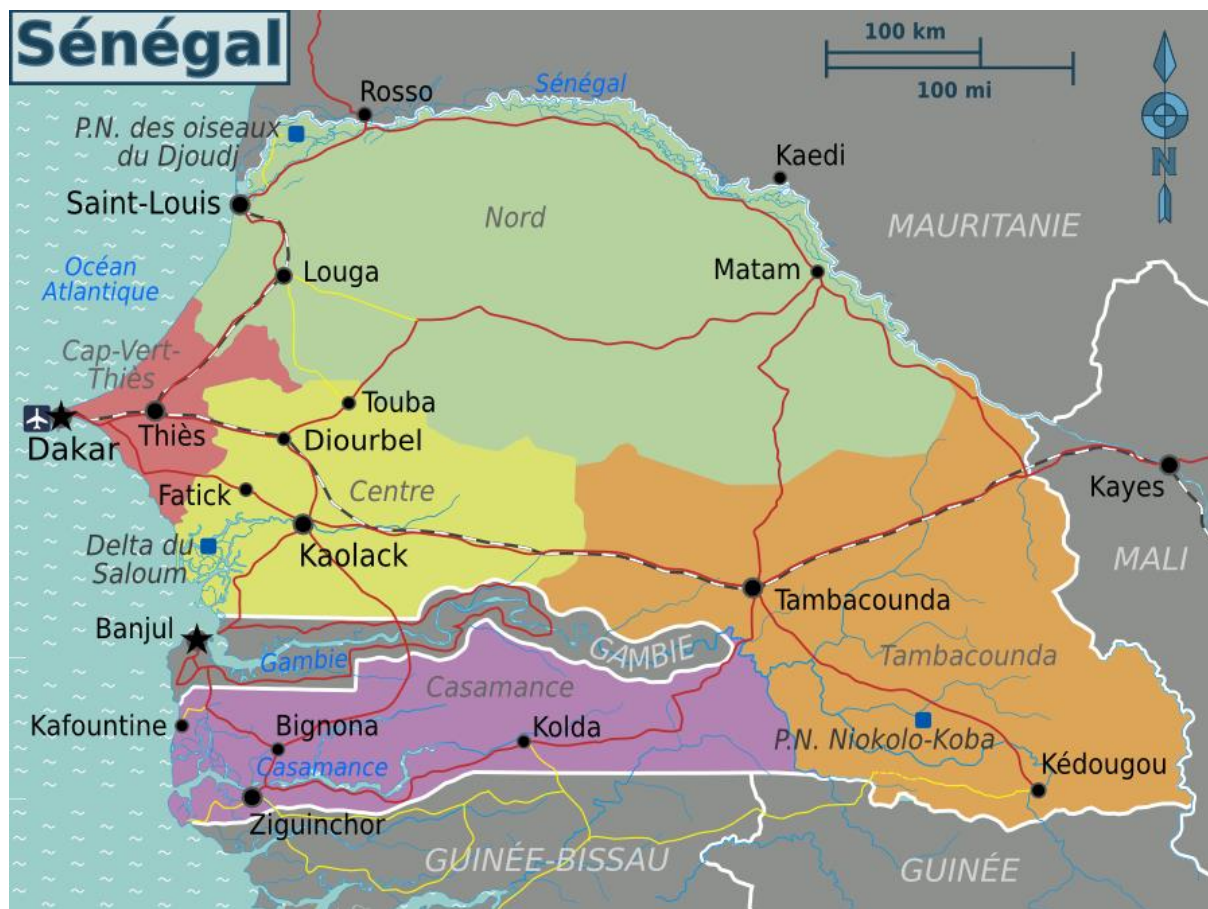 Sénégal
100 km
100 mi
Rosso
Sénégal
P.N. des oiseaux
du Djoudj
Kaedi
N
Saint-Louis
Nord
MAURITANIE
Océan
Atlantique
Louga
Matam
Cap-Vert-
Thiès
Touba
Dakar
Thiès
Diourbel
Kayes
Fatick
Centre
Delta du
Saloum
Kaolack
MALI
Tambacounda
Banjul
Gambie
GAMBIE
Tambacounda
Casamance
Kafountine
Bignona
Kolda
P.N. Niokolo-Koba
Casamance
Kédougou
Ziguinchor
GUINÉE-BISSAU
GUINÉE